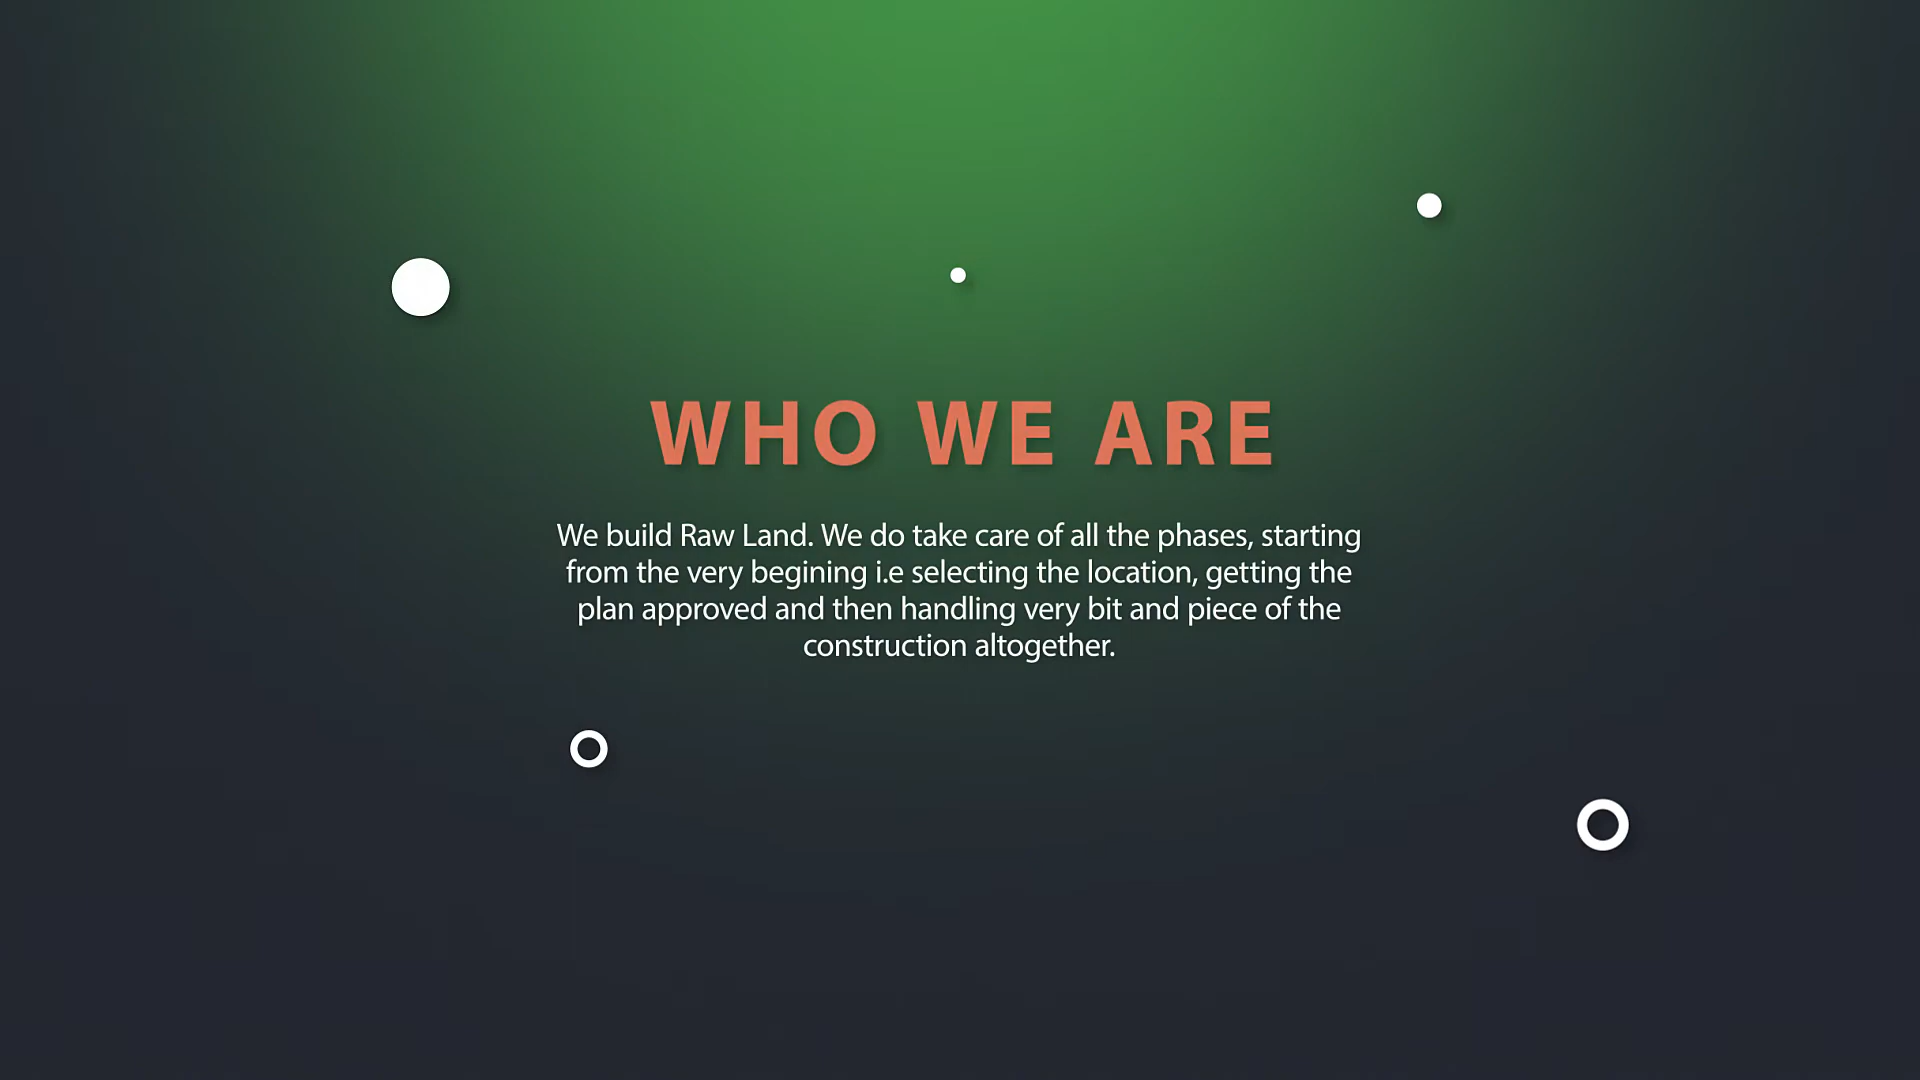 WHO WE ARE
We build Raw Land. We do take care of all the phases, starting
from the very begining i.e selecting the location, getting the
plan approved and then handling very bit and piece of the
construction altogether.